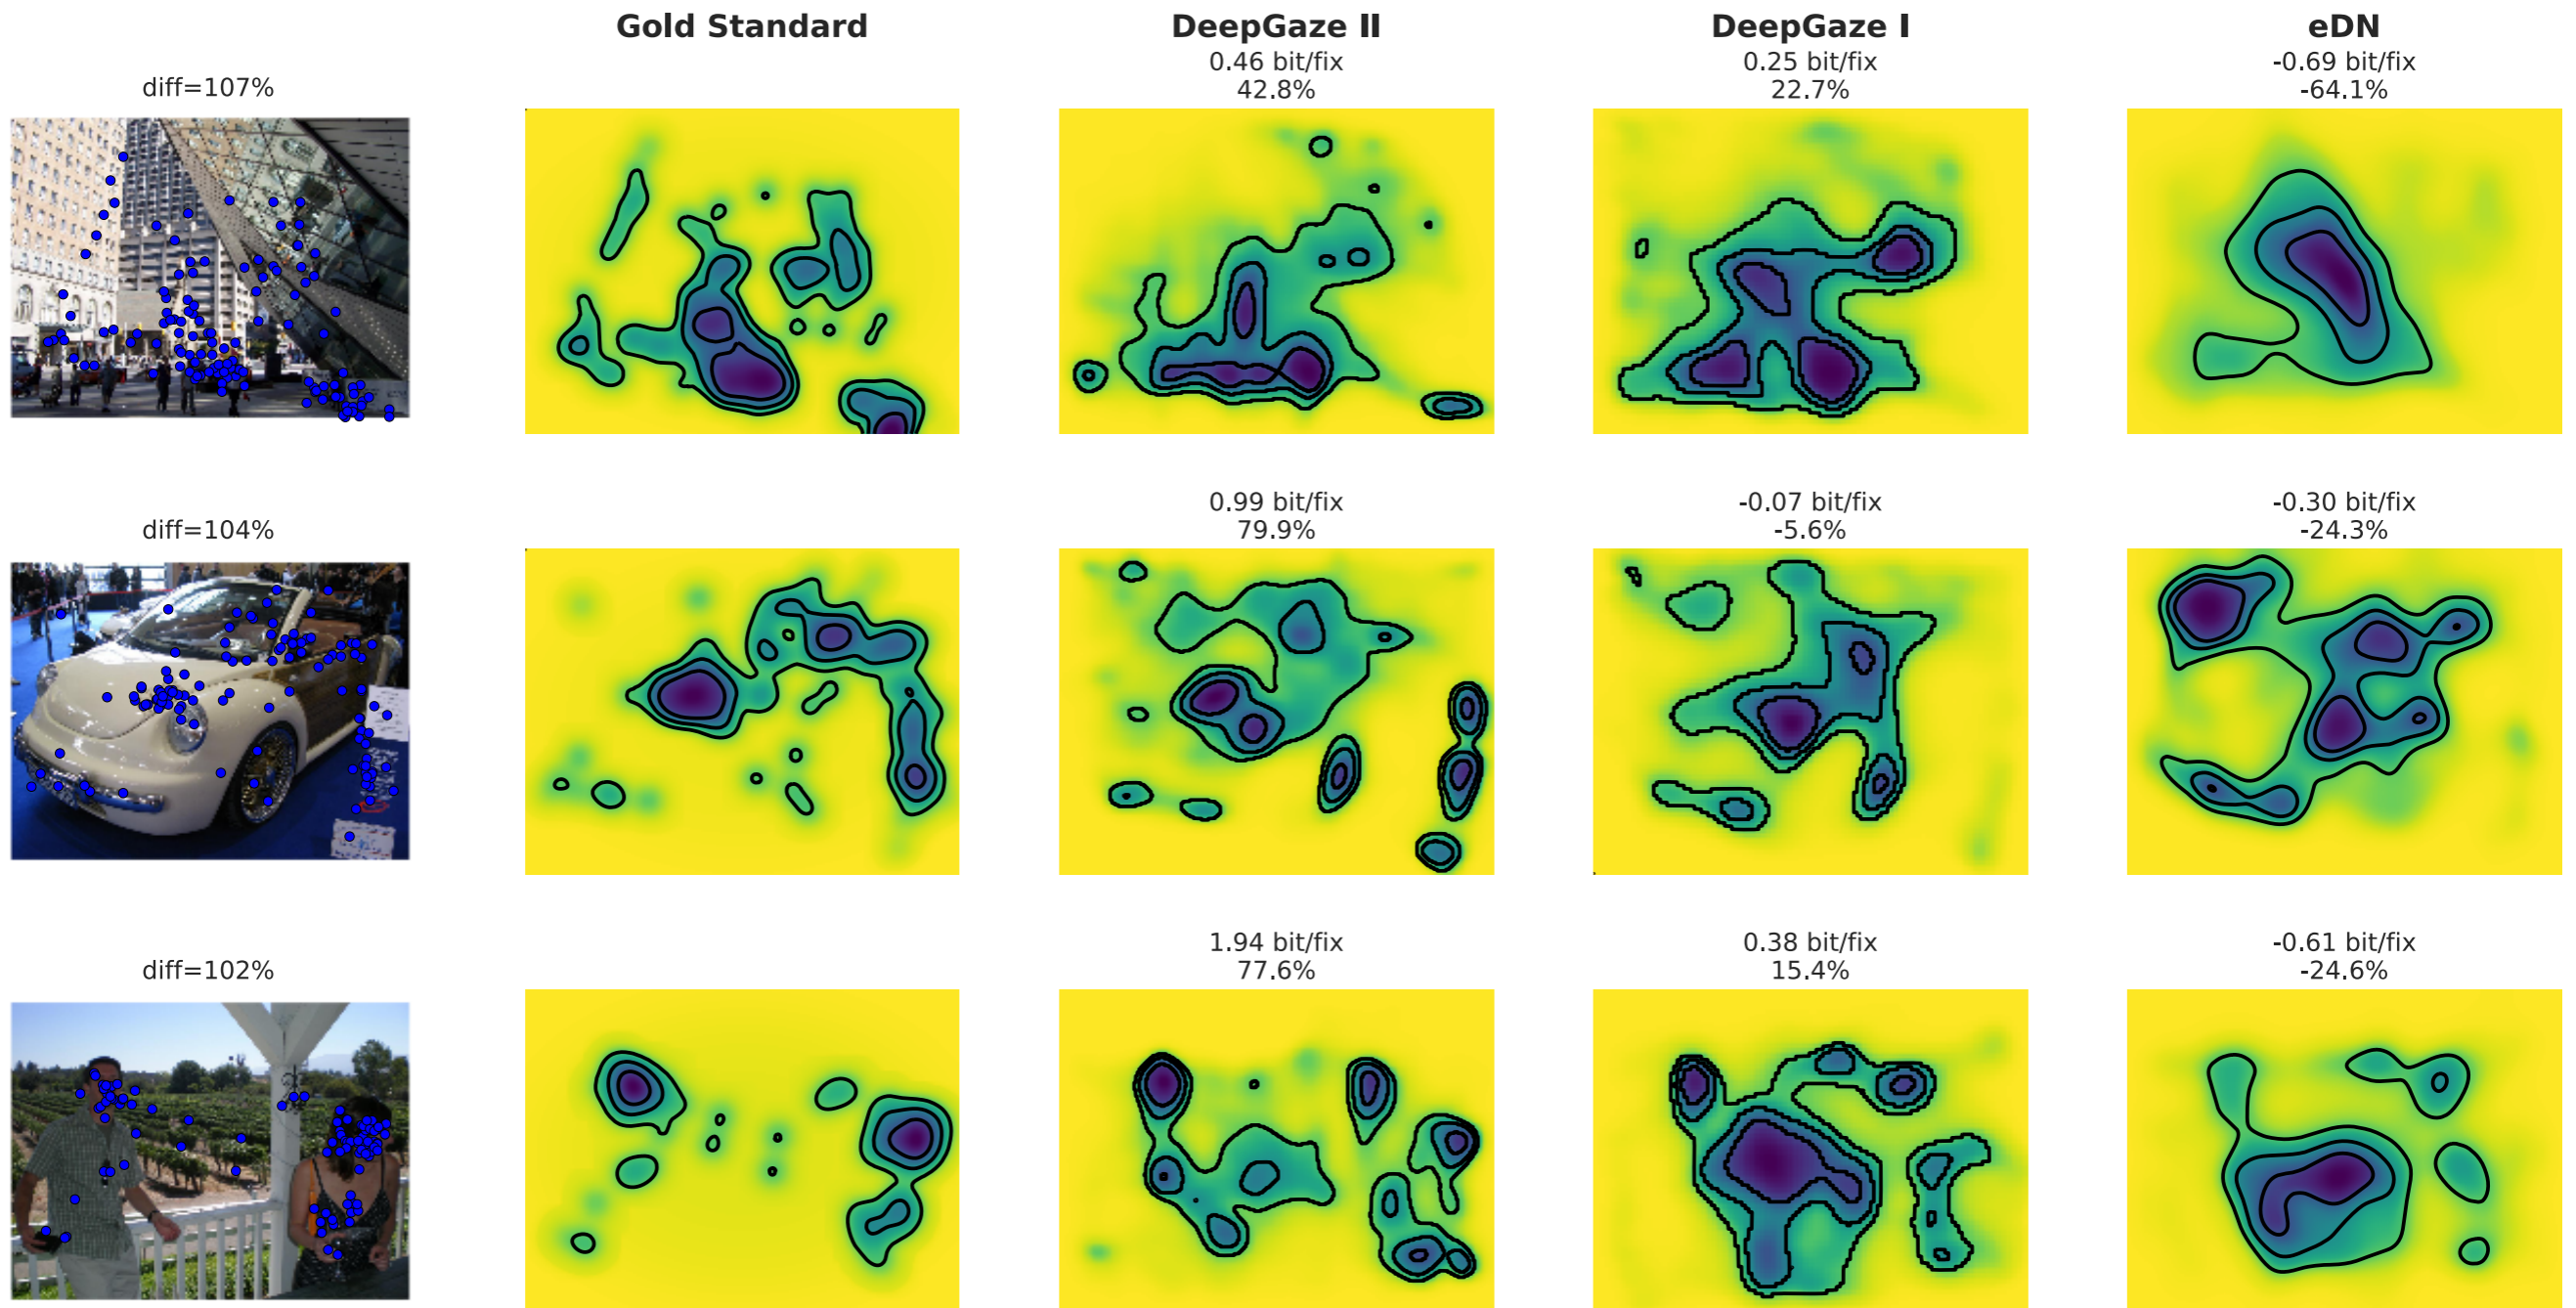 Gold Standard
DeepGaze II
DeepGaze I
eDN
diff=107%
0.46 bit/fix
42.8%
0.25 bit/fix
22.7%
-0.69 bit/fix
-64.1%
diff=104%
0.99 bit/fix
79.9%
-0.07 bit/fix
-5.6%
-0.30 bit/fix
-24.3%
diff=102%
1.94 bit/fix
77.6%
0.38 bit/fix
15.4%
-0.61 bit/fix
-24.6%